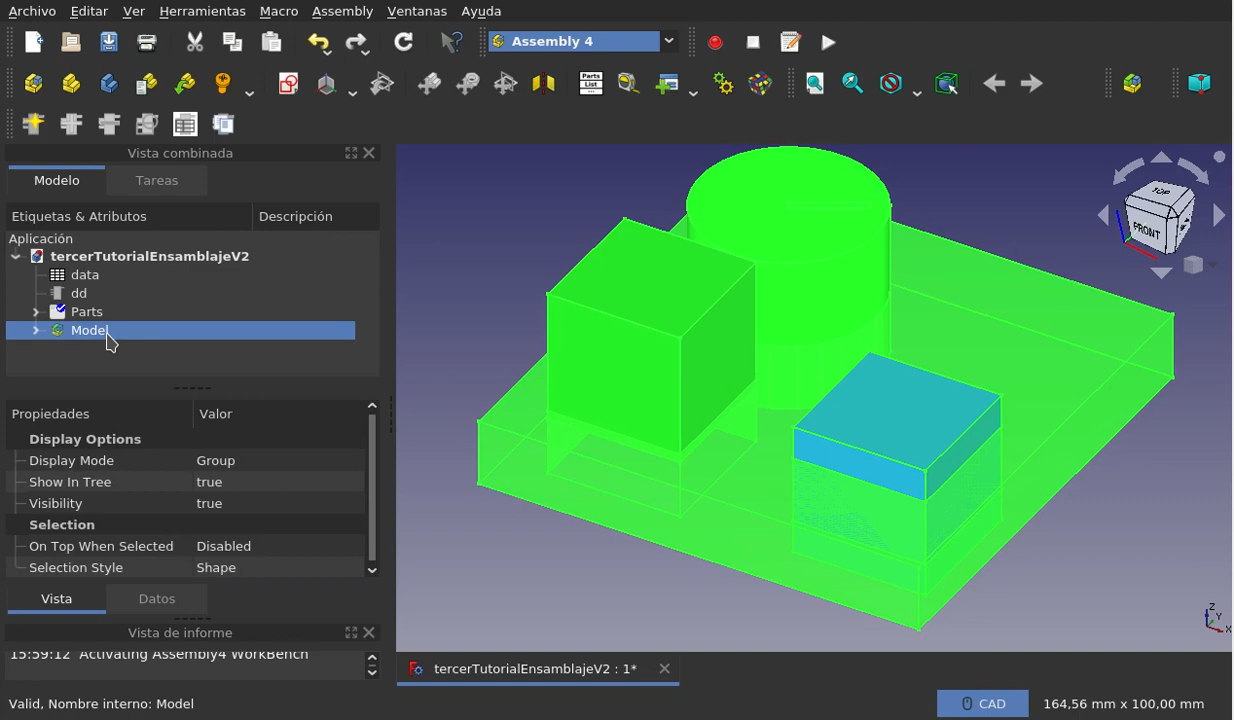 Archivo Editar Ver Herramientas Macro Assembly Ventanas Ayuda
Assembly 4
Parts List
Vista combinada
Modelo Tareas
Etiquetas & Atributos Descripción
Aplicación
tercerTutorialEnsamblajeV2
data
dd
Parts
Model
Propiedades Valor
Display Options
Display Mode Group
Show In Tree true
Visibility true
Selection
On Top When Selected Disabled
Selection Style Shape
Vista Datos
Vista de informe
15:59:12 Activating Assembly4 WorkBench
TOP
FRONT
Z
Y
X
tercerTutorialEnsamblajeV2 : 1*
Valid, Nombre interno: Model CAD 164,56 mm x 100,00 mm